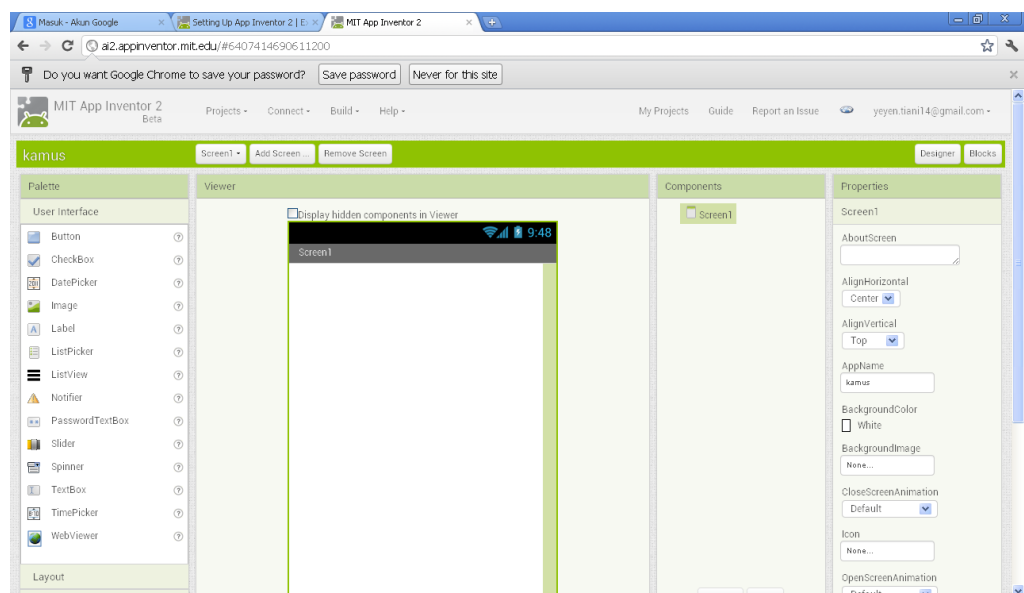 Masuk - Akun Google
Setting Up App Inventor 2 | E
MIT App Inventor 2
ai2.appinventor.mit.edu/#6407414690611200
Do you want Google Chrome to save your password? Save password Never for this site
MIT App Inventor 2
Beta
Projects Connect Build Help My Projects Guide Report an Issue yeyen.tiani14@gmail.com
kamus Screen1 Add Screen ... Remove Screen Designer Blocks
Palette
User Interface
Button
CheckBox
DatePicker
Image
Label
ListPicker
ListView
Notifier
PasswordTextBox
Slider
Spinner
TextBox
TimePicker
WebViewer
Layout
Viewer
Display hidden components in Viewer
9:48
Screen1
Components
Screen1
Properties
Screen1
AboutScreen
AlignHorizontal
Center
AlignVertical
Top
AppName
kamus
BackgroundColor
White
BackgroundImage
None...
CloseScreenAnimation
Default
Icon
None...
OpenScreenAnimation
Default